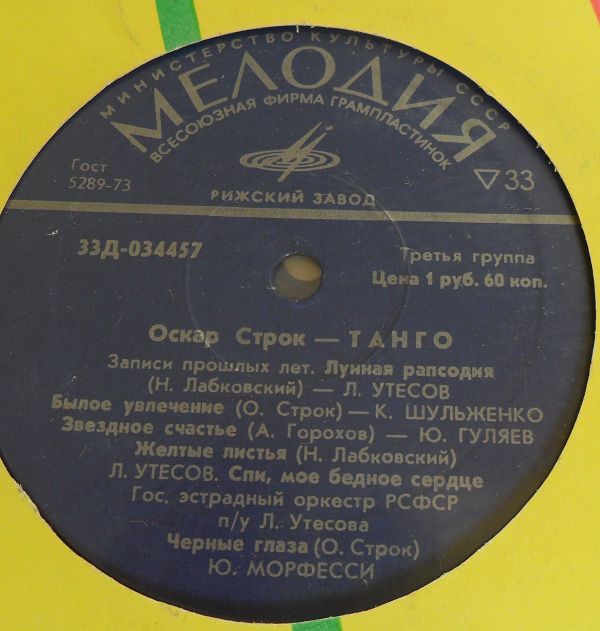 МИНИСТЕРСТВО КУЛЬТУРЫ СССР
МЕЛОДИЯ
ВСЕСОЮЗНАЯ ФИРМА ГРАМПЛАСТИНОК
Гост
5289-73
▽33
РИЖСКИЙ ЗАВОД
33Д-034457
Третья группа
Цена 1 руб. 60 коп.
Оскар Строк — ТАНГО
Записи прошлых лет. Лунная рапсодия
(Н. Лабковский) — Л. УТЕСОВ
Былое увлечение (О. Строк) — К. ШУЛЬЖЕНКО
Звездное счастье (А. Горохов) — Ю. ГУЛЯЕВ
Желтые листья (Н. Лабковский)
Л. УТЕСОВ. Спи, мое бедное сердце
Гос. эстрадный оркестр РСФСР
п/у Л. Утесова
Черные глаза (О. Строк)
Ю. МОРФЕССИ